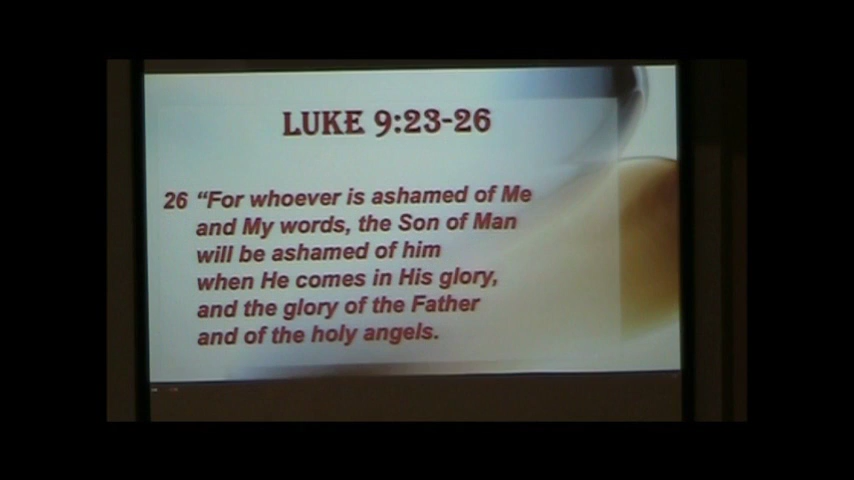 LUKE 9:23-26
26 “For whoever is ashamed of Me
and My words, the Son of Man
will be ashamed of him
when He comes in His glory,
and the glory of the Father
and of the holy angels.